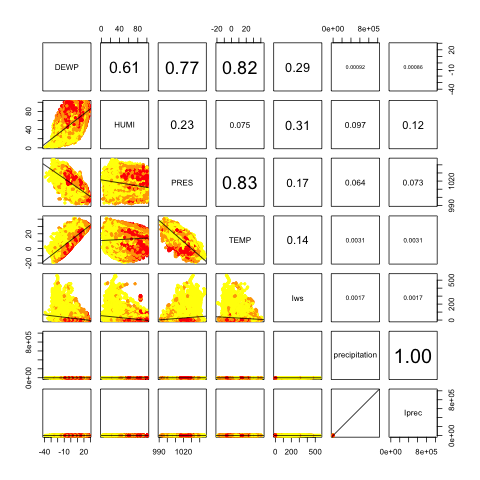 0 40 80 -20 20 0e+00 8e+05
DEWP 0.61 0.77 0.82 0.29 0.00092 0.00086 -40 -10 20
0 40 80 HUMI 0.23 0.075 0.31 0.097 0.12
PRES 0.83 0.17 0.064 0.073 990 1020
-20 20 TEMP 0.14 0.0031 0.0031
Iws 0.0017 0.0017 0 200 500
0e+00 8e+05 precipitation 1.00
Iprec 0e+00 8e+05
-40 -10 20 990 1020 0 200 500 0e+00 8e+05